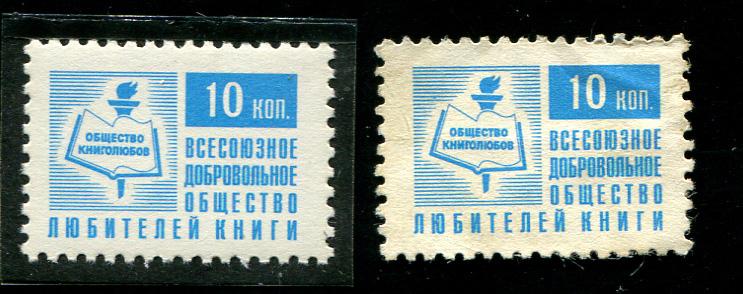 10 коп.
ОБЩЕСТВО
КНИГОЛЮБОВ
ВСЕСОЮЗНОЕ
ДОБРОВОЛЬНОЕ
ОБЩЕСТВО
ЛЮБИТЕЛЕЙ КНИГИ
10 коп.
ОБЩЕСТВО
КНИГОЛЮБОВ
ВСЕСОЮЗНОЕ
ДОБРОВОЛЬНОЕ
ОБЩЕСТВО
ЛЮБИТЕЛЕЙ КНИГИ